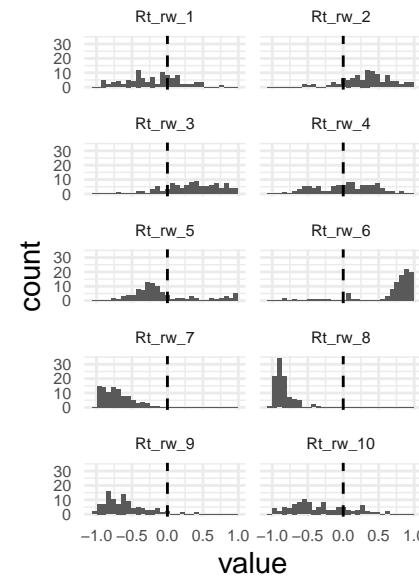 Rt_rw_1 Rt_rw_2
30
20
10
0
Rt_rw_3 Rt_rw_4
30
20
10
0
Rt_rw_5 Rt_rw_6
30
20
10
0
Rt_rw_7 Rt_rw_8
30
20
10
0
Rt_rw_9 Rt_rw_10
30
20
10
0
−1.0 −0.5 0.0 0.5 1.0 −1.0 −0.5 0.0 0.5 1.0
value
count